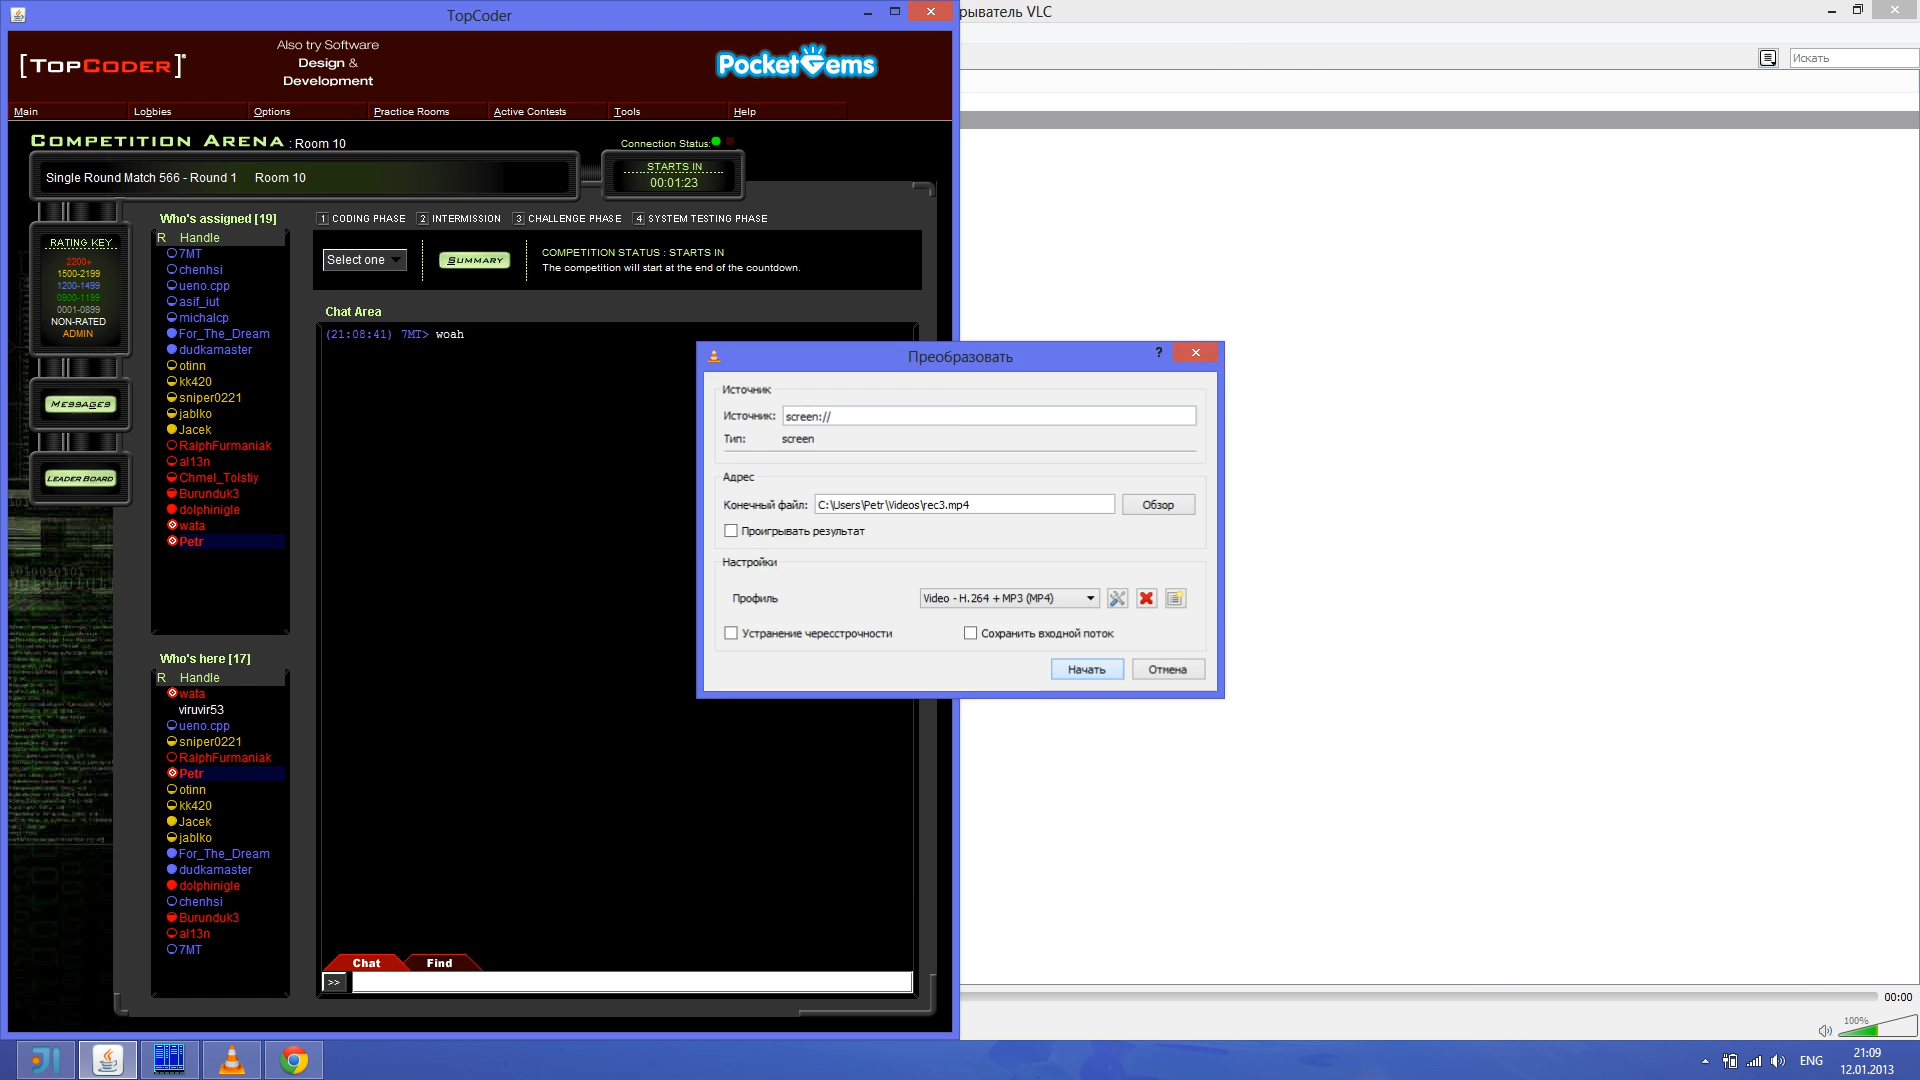 TopCoder
рыватель VLC
[TOPCODER]
Also try Software
Design &
Development
PocketGems
Искать
Main
Lobbies
Options
Practice Rooms
Active Contests
Tools
Help
COMPETITION ARENA : Room 10
Connection Status:
Single Round Match 566 - Round 1 Room 10
STARTS IN
00:01:23
Who's assigned [19]
1 CODING PHASE 2 INTERMISSION 3 CHALLENGE PHASE 4 SYSTEM TESTING PHASE
RATING KEY
2200+
1500-2199
1200-1499
0900-1199
0001-0899
NON-RATED
ADMIN
MESSAGES
LEADER BOARD
R Handle
7MT
chenhsi
ueno.cpp
asif_iut
michalcp
For_The_Dream
dudkamaster
otinn
kk420
sniper0221
jablko
Jacek
RalphFurmaniak
al13n
Chmel_Tolstiy
Burunduk3
dolphinigle
wata
Petr
Select one
SUMMARY
COMPETITION STATUS : STARTS IN
The competition will start at the end of the countdown.
Chat Area
(21:08:41) 7MT> woah
Who's here [17]
R Handle
wata
viruvir53
ueno.cpp
sniper0221
RalphFurmaniak
Petr
otinn
kk420
Jacek
jablko
For_The_Dream
dudkamaster
dolphinigle
chenhsi
Burunduk3
al13n
7MT
Chat
Find
>>
Преобразовать
?
Источник
Источник: screen://
Тип: screen
Адрес
Конечный файл: C:\Users\Petr\Videos\rec3.mp4
Обзор
Проигрывать результат
Настройки
Профиль
Video - H.264 + MP3 (MP4)
Устранение чересстрочности
Сохранить входной поток
Начать
Отмена
00:00
100%
ENG
21:09
12.01.2013